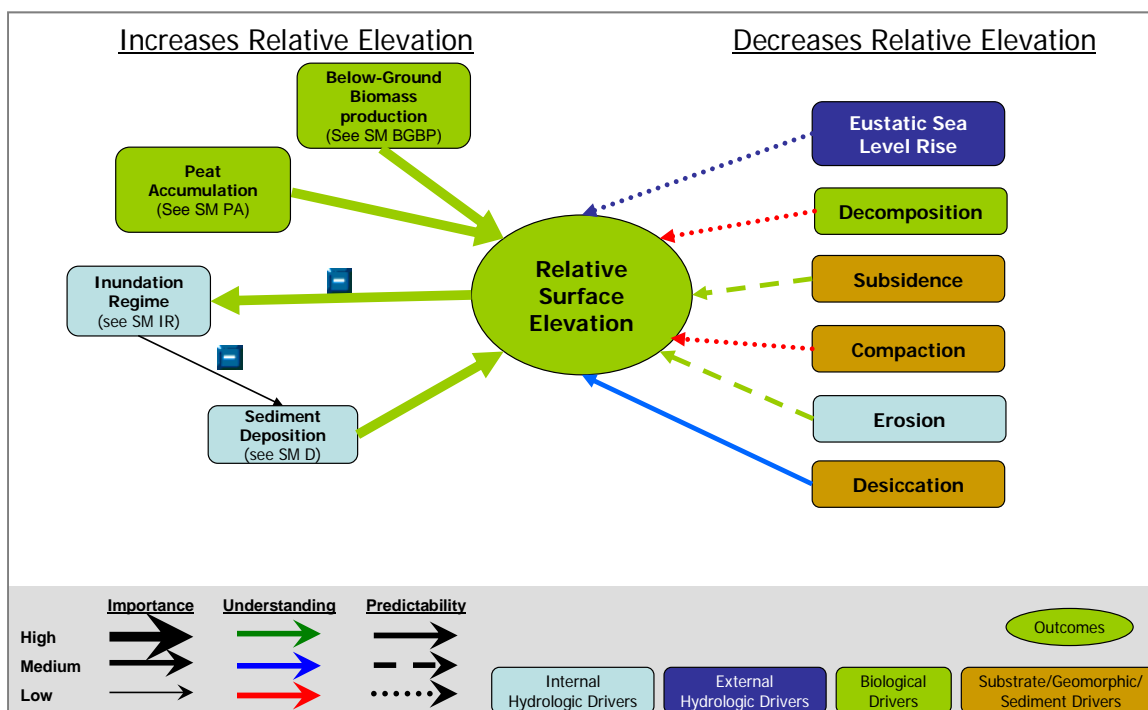 Increases Relative Elevation
Decreases Relative Elevation
Below-Ground
Biomass
production
(See SM BGBP)
Peat
Accumulation
(See SM PA)
Inundation
Regime
(see SM IR)
Sediment
Deposition
(see SM D)
Relative
Surface
Elevation
Eustatic Sea
Level Rise
Decomposition
Subsidence
Compaction
Erosion
Desiccation
Importance
Understanding
Predictability
High
Medium
Low
Outcomes
Internal
Hydrologic Drivers
External
Hydrologic Drivers
Biological
Drivers
Substrate/Geomorphic/
Sediment Drivers